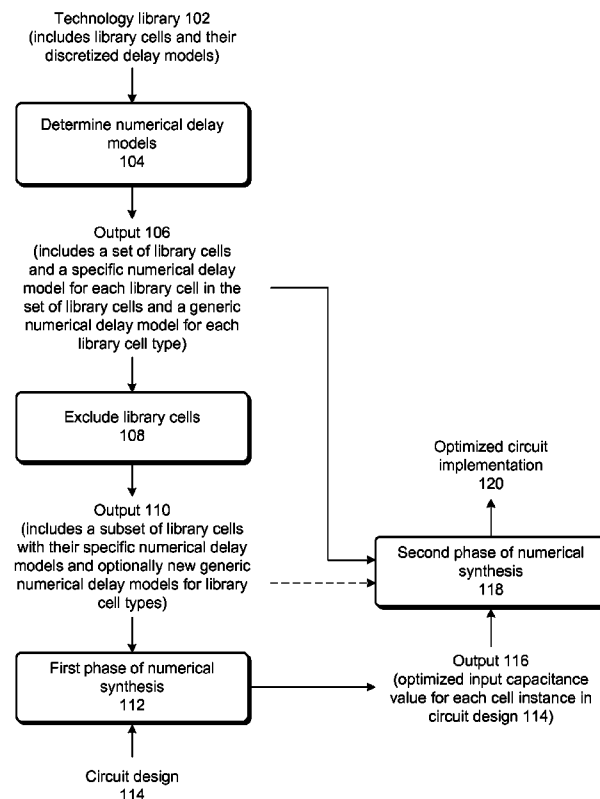 Technology library 102
(includes library cells and their
discretized delay models)
Determine numerical delay
models
104
Output 106
(includes a set of library cells
and a specific numerical delay
model for each library cell in the
set of library cells and a generic
numerical delay model for each
library cell type)
Exclude library cells
108
Output 110
(includes a subset of library cells
with their specific numerical delay
models and optionally new generic
numerical delay models for library
cell types)
First phase of numerical
synthesis
112
Circuit design
114
Optimized circuit
implementation
120
Second phase of numerical
synthesis
118
Output 116
(optimized input capacitance
value for each cell instance in
circuit design 114)